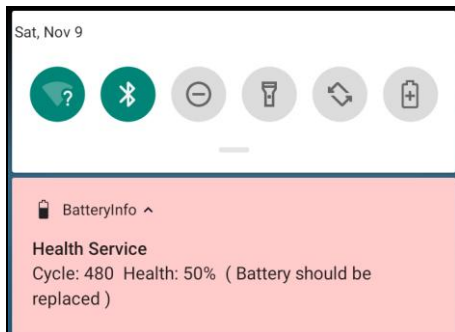 Sat, Nov 9
?
BatteryInfo
Health Service
Cycle: 480 Health: 50% ( Battery should be
replaced )